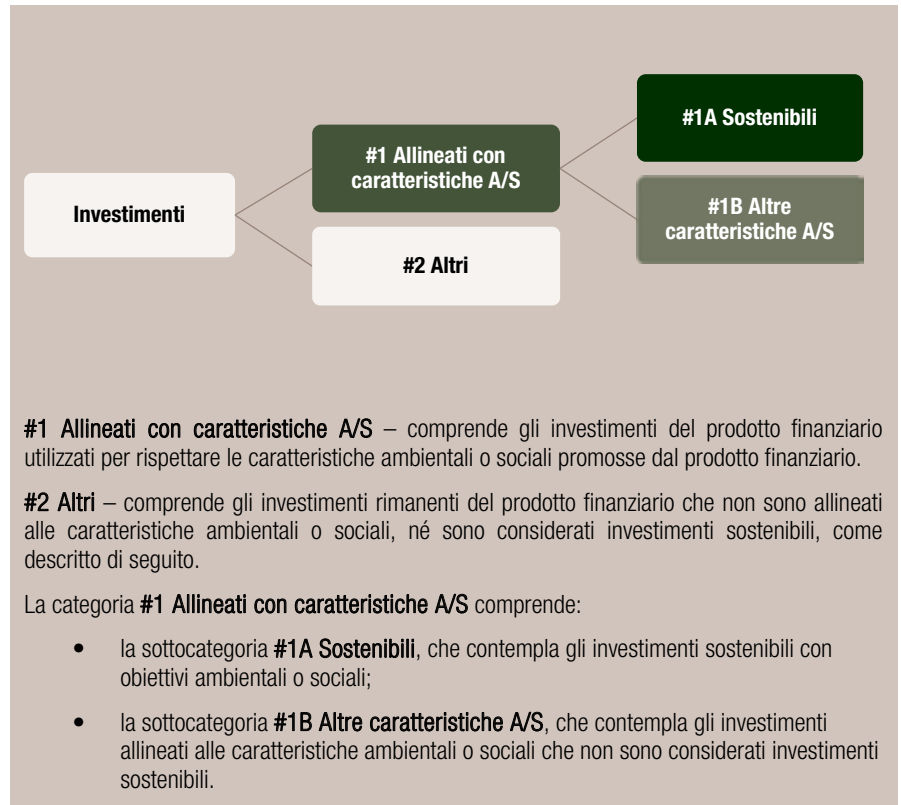 #1A Sostenibili
#1 Allineati con
caratteristiche A/S
Investimenti
#1B Altre
caratteristiche A/S
#2 Altri
#1 Allineati con caratteristiche A/S – comprende gli investimenti del prodotto finanziario
utilizzati per rispettare le caratteristiche ambientali o sociali promosse dal prodotto finanziario.
#2 Altri – comprende gli investimenti rimanenti del prodotto finanziario che non sono allineati
alle caratteristiche ambientali o sociali, né sono considerati investimenti sostenibili, come
descritto di seguito.
La categoria #1 Allineati con caratteristiche A/S comprende:
• la sottocategoria #1A Sostenibili, che contempla gli investimenti sostenibili con
obiettivi ambientali o sociali;
• la sottocategoria #1B Altre caratteristiche A/S, che contempla gli investimenti
allineati alle caratteristiche ambientali o sociali che non sono considerati investimenti
sostenibili.